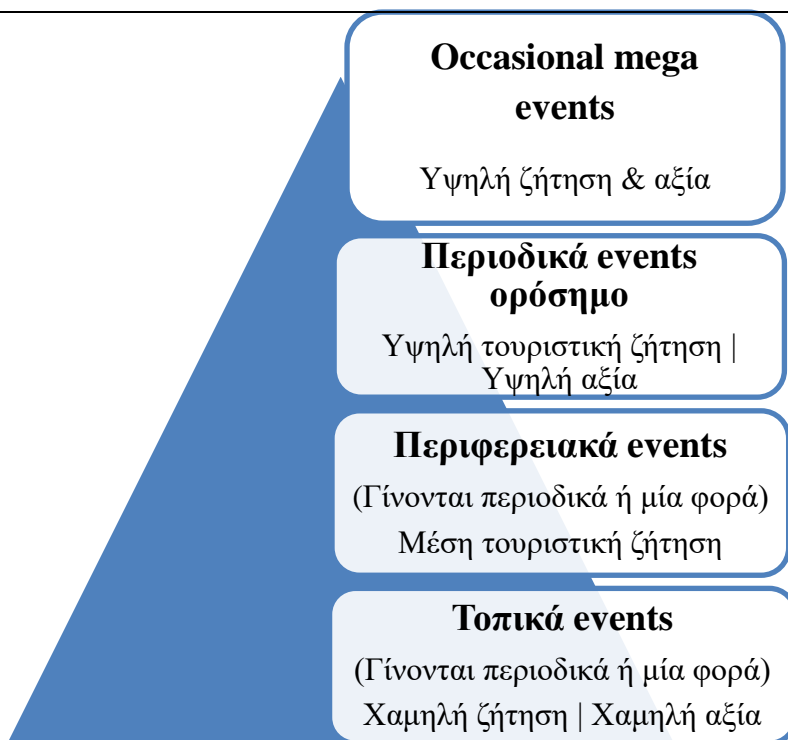 Occasional mega
events
Υψηλή ζήτηση & αξία
Περιοδικά events
ορόσημο
Υψηλή τουριστική ζήτηση |
Υψηλή αξία
Περιφερειακά events
(Γίνονται περιοδικά ή μία φορά)
Μέση τουριστική ζήτηση
Τοπικά events
(Γίνονται περιοδικά ή μία φορά)
Χαμηλή ζήτηση | Χαμηλή αξία